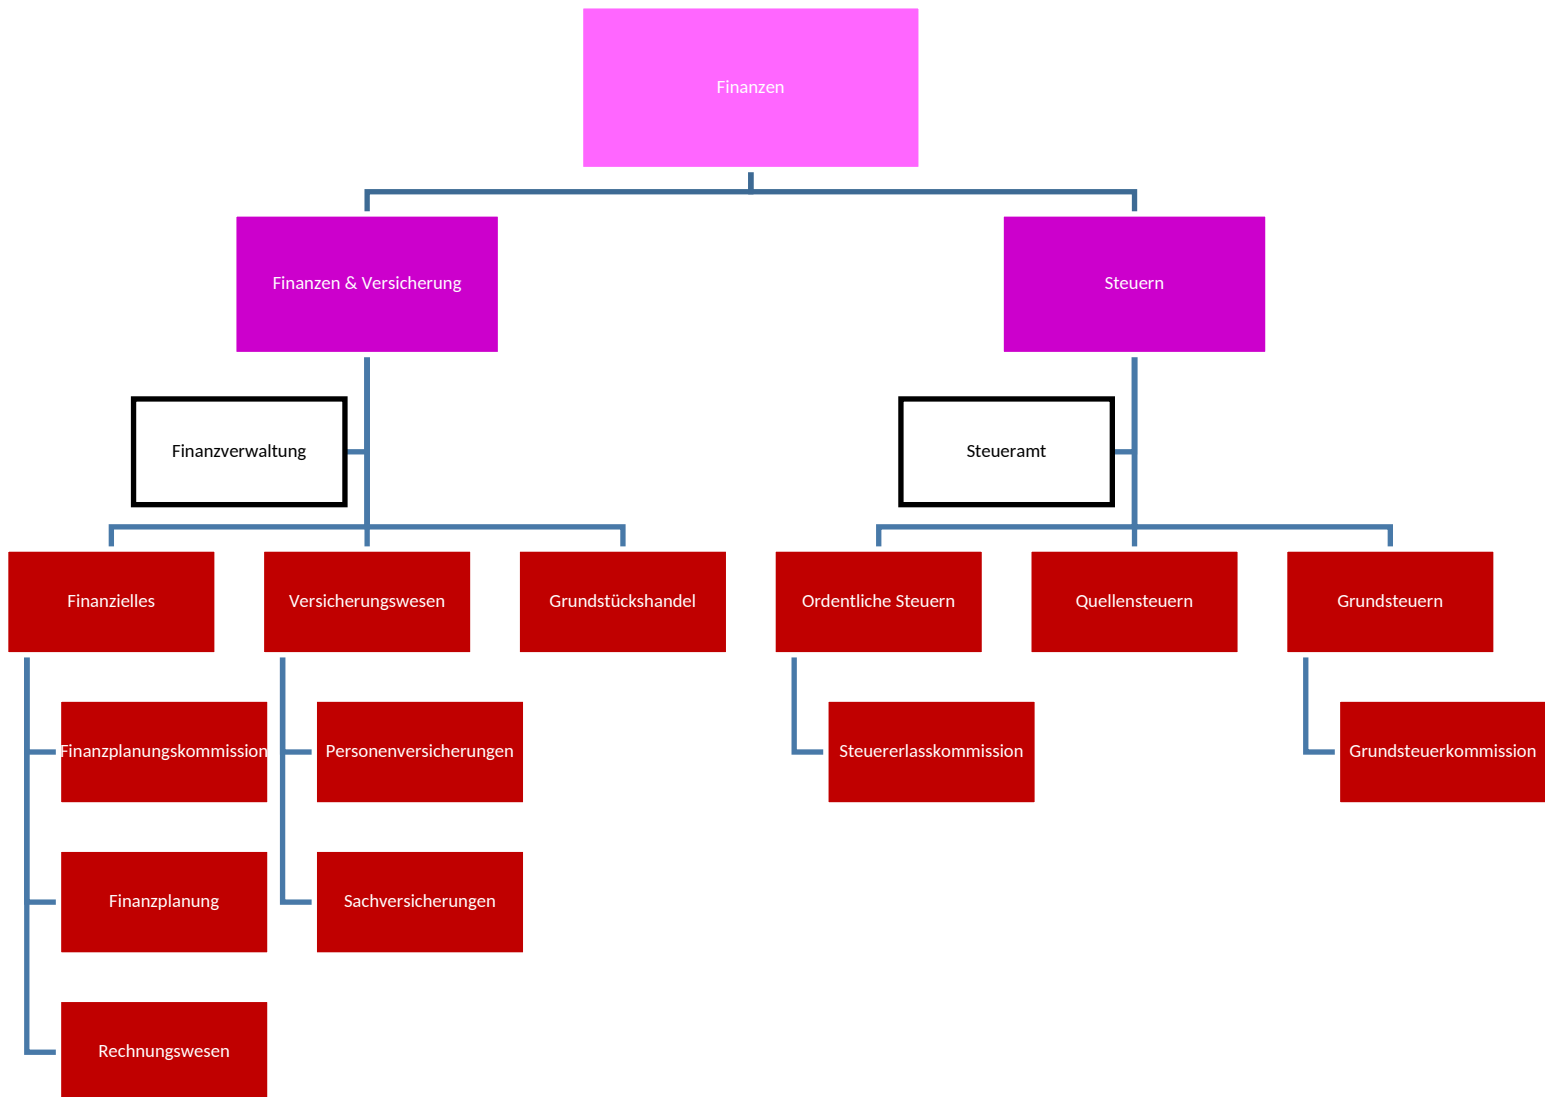 Finanzen
Finanzen & Versicherung
Steuern
Finanzverwaltung
Steueramt
Finanzielles
Versicherungswesen
Grundstückshandel
Ordentliche Steuern
Quellensteuern
Grundsteuern
Finanzplanungskommission
Personenversicherungen
Steuererlasskommission
Grundsteuerkommission
Finanzplanung
Sachversicherungen
Rechnungswesen